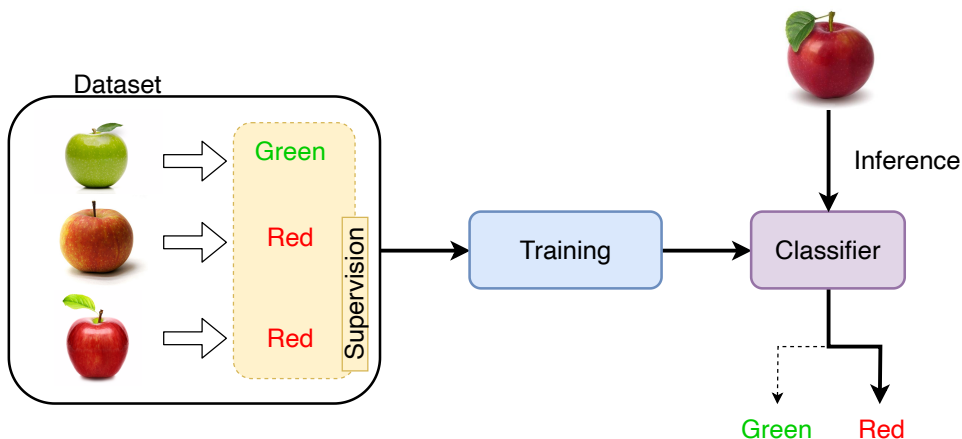 Dataset
Green
Red
Red
Supervision
Training
Inference
Classifier
Green
Red